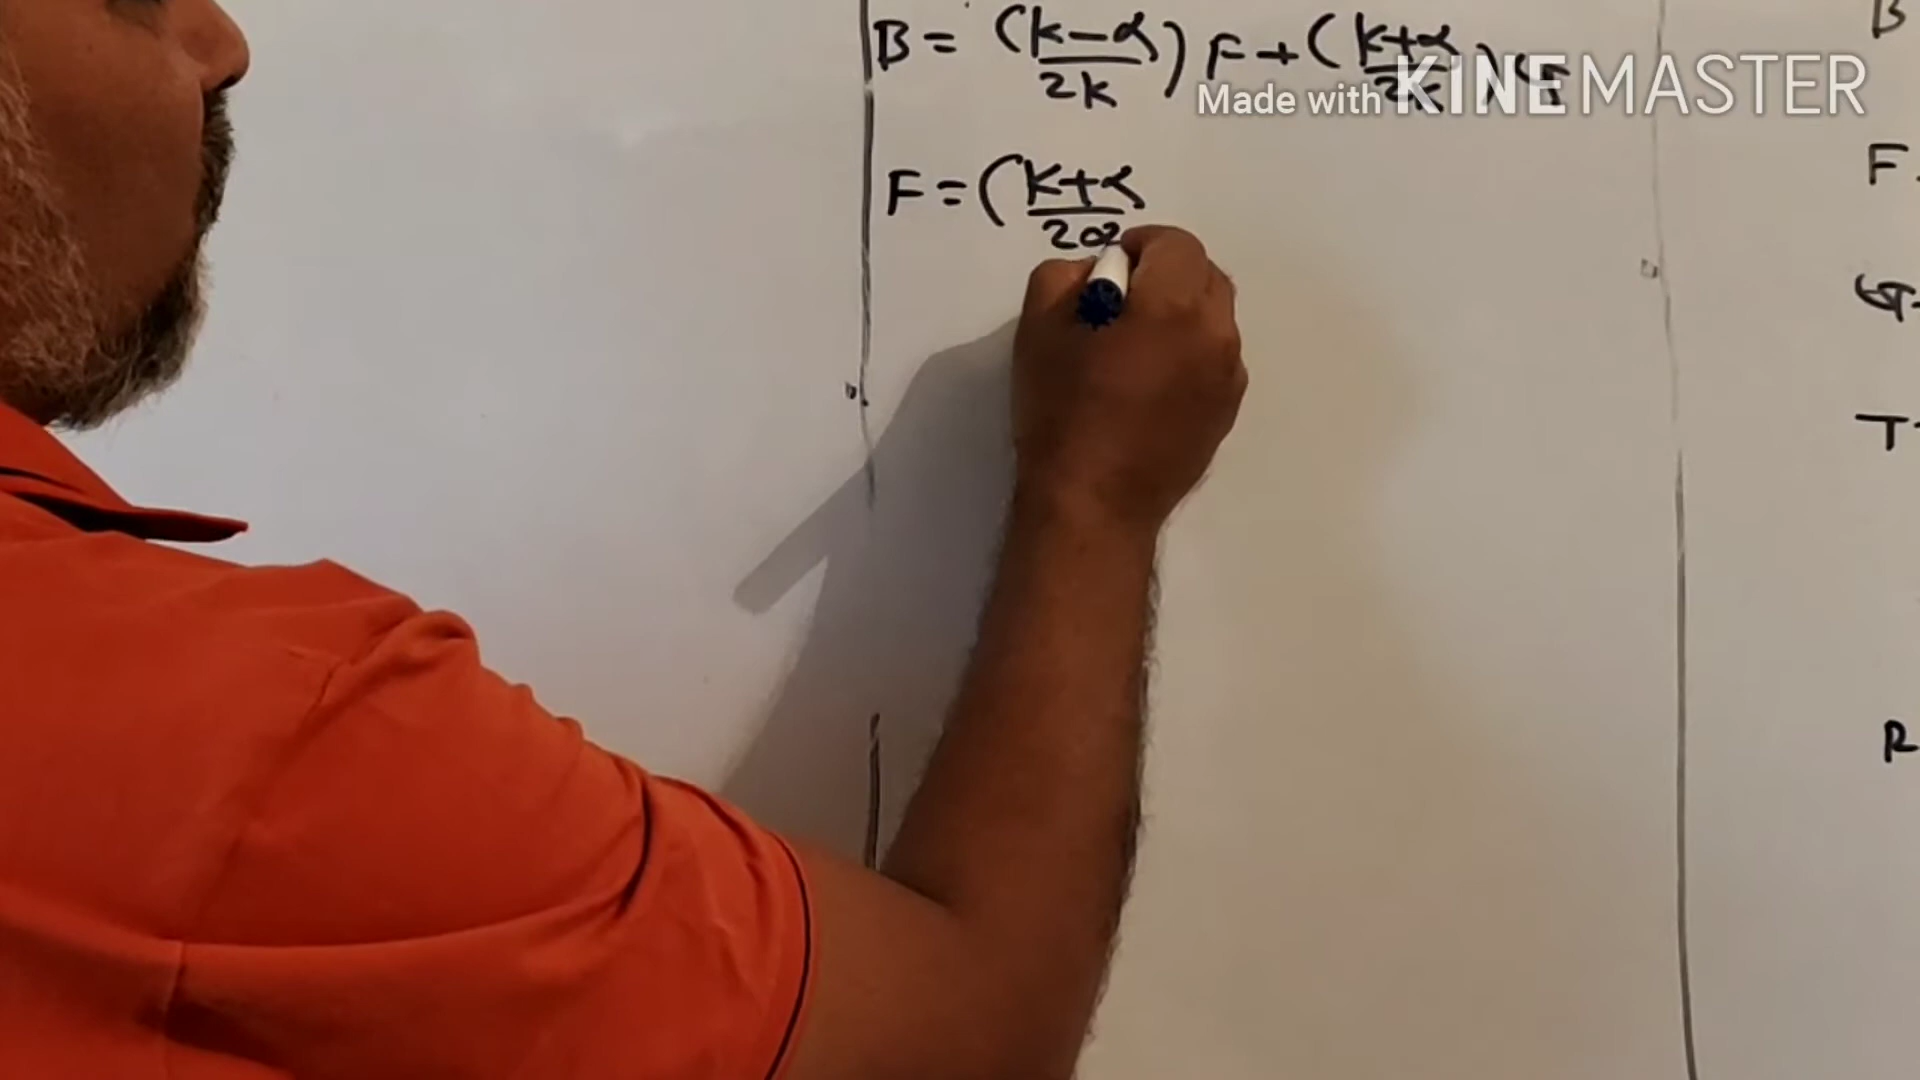 B = (k-α/2k) F + (k+α/2k) G
Made with KINEMASTER
F = (k+α/2α
B
F
G
T
R